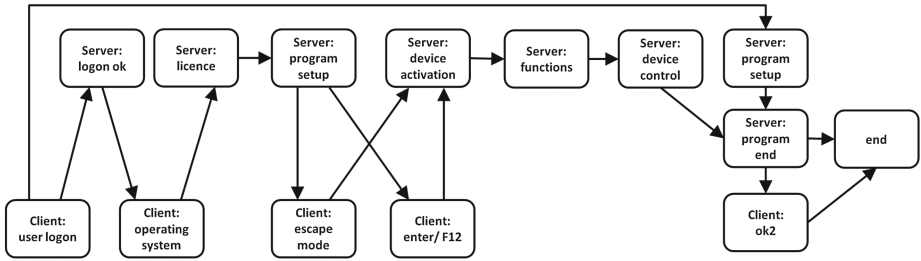 Server:
logon ok
Server:
licence
Server:
program
setup
Server:
device
activation
Server:
functions
Server:
device
control
Server:
program
setup
Server:
program
end
end
Client:
user logon
Client:
operating
system
Client:
escape
mode
Client:
enter/ F12
Client:
ok2